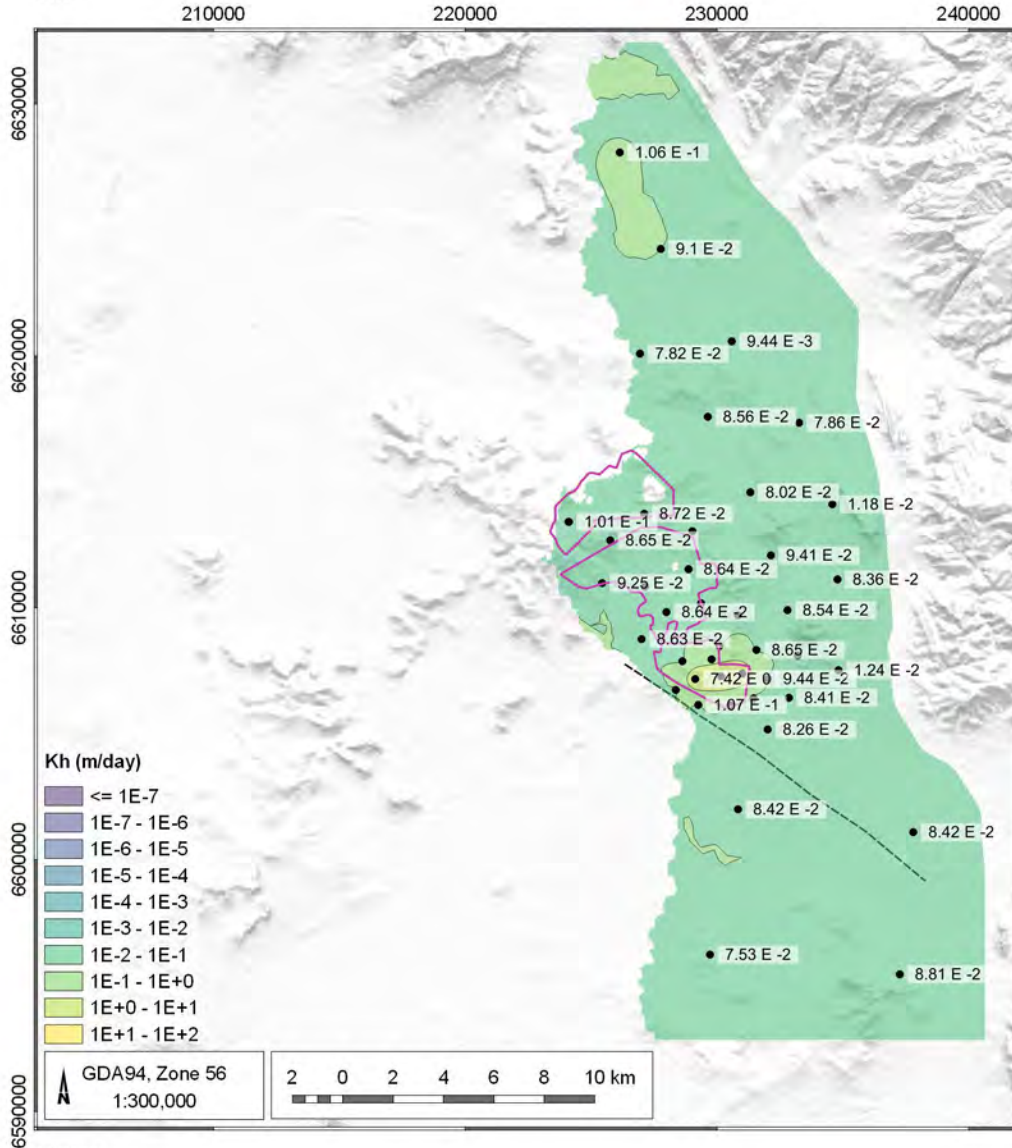 210000 220000 230000 240000
6630000
6620000
6610000
6600000
6590000
1.06 E -1
9.1 E -2
9.44 E -3
7.82 E -2
8.56 E -2
7.86 E -2
8.02 E -2
1.18 E -2
8.72 E -2
1.01 E -1
8.65 E -2
9.41 E -2
8.64 E -2
8.36 E -2
9.25 E -2
8.54 E -2
8.64 E -2
8.63 E -2
8.65 E -2
1.24 E -2
7.42 E 0
9.44 E -2
8.41 E -2
1.07 E -1
8.26 E -2
8.42 E -2
8.42 E -2
7.53 E -2
8.81 E -2
Kh (m/day)
<= 1E-7
1E-7 - 1E-6
1E-6 - 1E-5
1E-5 - 1E-4
1E-4 - 1E-3
1E-3 - 1E-2
1E-2 - 1E-1
1E-1 - 1E+0
1E+0 - 1E+1
1E+1 - 1E+2
N
GDA94, Zone 56
1:300,000
2 0 2 4 6 8 10 km